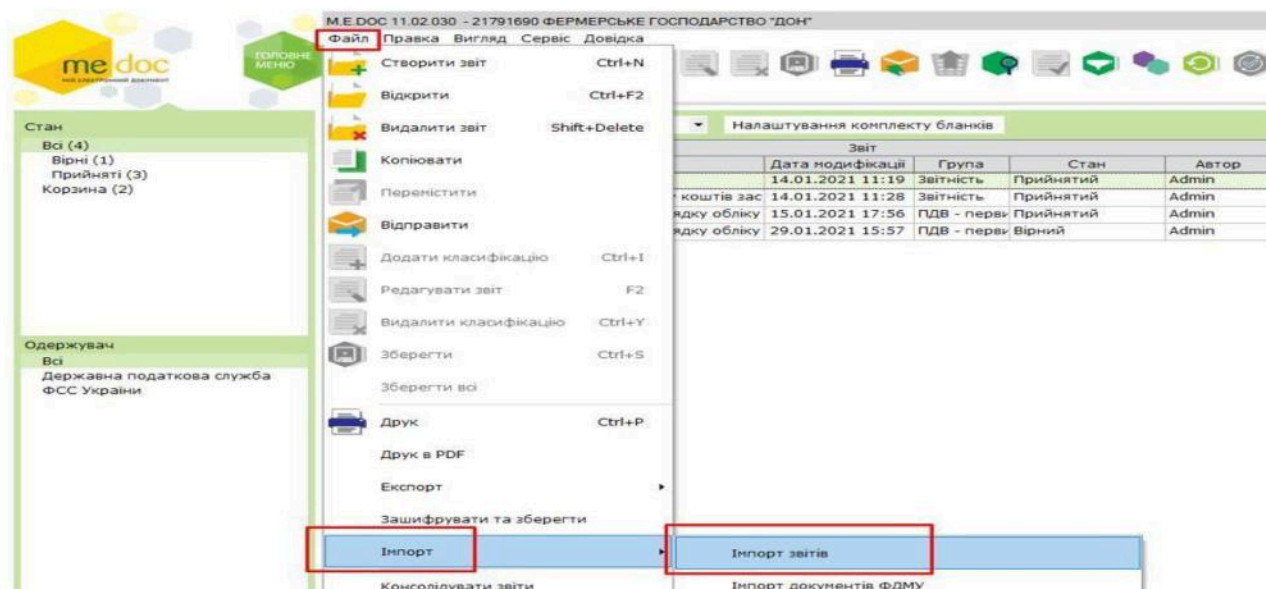 M.E.DOC 11.02.030 - 21791690 ФЕРМЕРСЬКЕ ГОСПОДАРСТВО "ДОН"
Файл Правка Вигляд Сервіс Довідка
me doc
мій електронний документ
ГОЛОВНЕ
МЕНЮ
Створити звіт Ctrl+N
Відкрити Ctrl+F2
Видалити звіт Shift+Delete
Копіювати
Перемістити
Відправити
Додати класифікацію Ctrl+I
Редагувати звіт F2
Видалити класифікацію Ctrl+Y
Зберегти Ctrl+S
Зберегти всі
Друк Ctrl+P
Друк в PDF
Експорт
Зашифрувати та зберегти
Імпорт
Консолідувати звіти
Імпорт звітів
Імпорт документів ФДМУ
Стан
Всі (4)
Вірні (1)
Прийняті (3)
Корзина (2)
Одержувач
Всі
Державна податкова служба
ФСС України
Налаштування комплекту бланків
Звіт
Дата модифікації Група Стан Автор
14.01.2021 11:19 Звітність Прийнятий Admin
коштів зас 14.01.2021 11:28 Звітність Прийнятий Admin
ядку обліку 15.01.2021 17:56 ПДВ - перви Прийнятий Admin
ядку обліку 29.01.2021 15:57 ПДВ - перви Вірний Admin